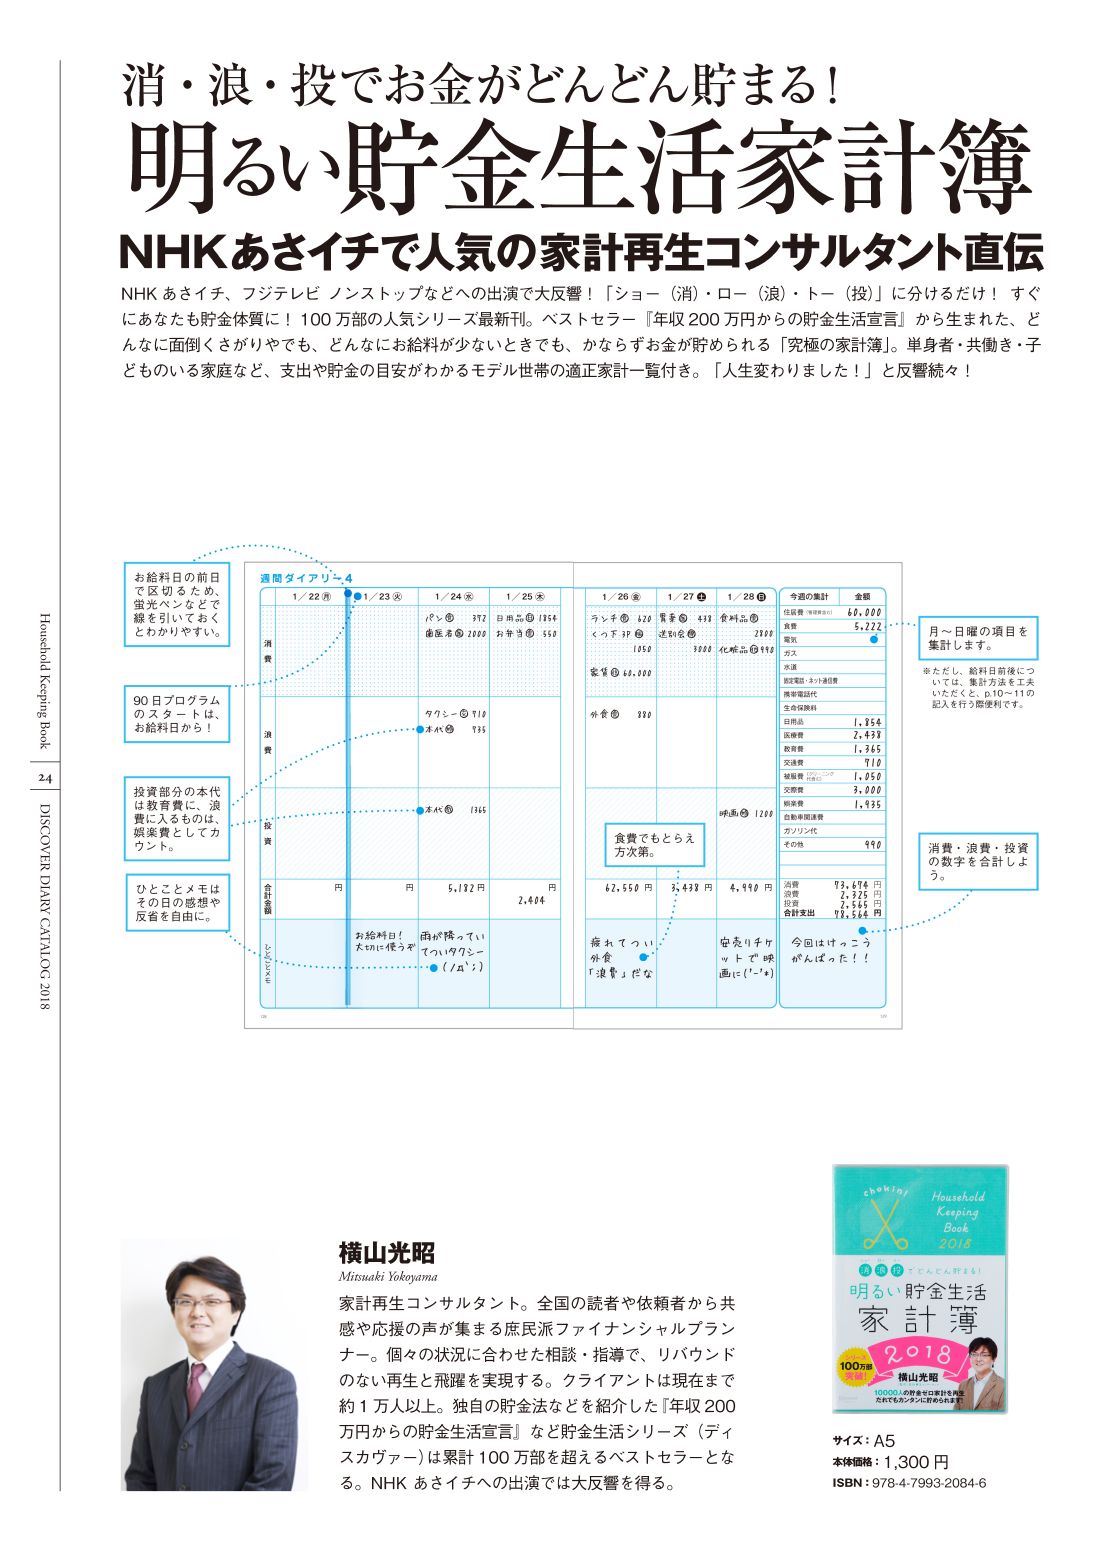 消・浪・投でお金がどんどん貯まる！
明るい貯金生活家計簿
NHKあさイチで人気の家計再生コンサルタント直伝
NHK あさイチ、フジテレビ ノンストップなどへの出演で大反響！「ショー（消）・ロー（浪）・トー（投）」に分けるだけ！ すぐ
にあなたも貯金体質に！ 100 万部の人気シリーズ最新刊。ベストセラー『年収 200 万円からの貯金生活宣言』から生まれた、ど
んなに面倒くさがりやでも、どんなにお給料が少ないときでも、かならずお金が貯められる「究極の家計簿」。単身者・共働き・子
どものいる家庭など、支出や貯金の目安がわかるモデル世帯の適正家計一覧付き。「人生変わりました！」と反響続々！
Household Keeping Book
24
DISCOVER DIARY CATALOG 2018
お給料日の前日
で区切るため、
蛍光ペンなどで
線を引いておく
とわかりやすい。
90 日プログラム
のスタートは、
お給料日から！
投資部分の本代
は教育費に、浪
費に入るものは、
娯楽費としてカ
ウント。
ひとことメモは
その日の感想や
反省を自由に。
週間ダイアリー4
1／22 ㊊
1／23 ㊋
1／24 ㊌
1／25 ㊍
1／26 ㊎
1／27 土
1／28 日
消費
パン 食 392
歯医者 医 2000
日用品 日 1854
お弁当 食 550
ランチ 食 620
くつ下 3P 被
1050
家賃 住 60,000
胃薬 医 438
送別会 交
3000
食料品 食
2800
化粧品 他 990
浪費
タクシー 交 710
本代 娯 735
外食 食 880
投資
本代 教 1365
映画 娯 1200
食費でもとらえ
方次第。
合計金額
円
円
5,182 円
円
2,404
62,550 円
3,438 円
4,990 円
ひとことメモ
お給料日！
大切に使うぞ
雨が降ってい
てついタクシー
疲れてつい
外食
「浪費」だな
安売りチケ
ットで映
画に('-'*)
今週の集計 金額
住居費（管理費含む） 60,000
食費 5,222
電気
ガス
水道
固定電話・ネット通信費
携帯電話代
生命保険料
日用品 1,854
医療費 2,438
教育費 1,365
交通費 710
被服費（クリーニング代含む） 1,050
交際費 3,000
娯楽費 1,935
自動車関連費
ガソリン代
その他 990
消費 73,674 円
浪費 2,325 円
投資 2,565 円
合計支出 78,564 円
今回はけっこう
がんばった！！
月〜日曜の項目を
集計します。
※ただし、給料日前後につ
いては、集計方法を工夫
いただくと、p.10〜11の
記入を行う際便利です。
消費・浪費・投資
の数字を合計しよ
う。
横山光昭
Mitsuaki Yokoyama
家計再生コンサルタント。全国の読者や依頼者から共
感や応援の声が集まる庶民派ファイナンシャルプラン
ナー。個々の状況に合わせた相談・指導で、リバウンド
のない再生と飛躍を実現する。クライアントは現在まで
約 1 万人以上。独自の貯金法などを紹介した『年収 200
万円からの貯金生活宣言』など貯金生活シリーズ（ディ
スカヴァー）は累計 100 万部を超えるベストセラーとな
る。NHK あさイチへの出演では大反響を得る。
chokin!
Household
Keeping
Book
2018
消 浪 投 でどんどん貯まる！
明るい貯金生活
家計簿
2018
シリーズ
100万部
突破！
横山光昭
10000人の貯金ゼロ家計を再生
だれでもカンタンに貯められます！
サイズ：A5
本体価格：1,300 円
ISBN：978-4-7993-2084-6